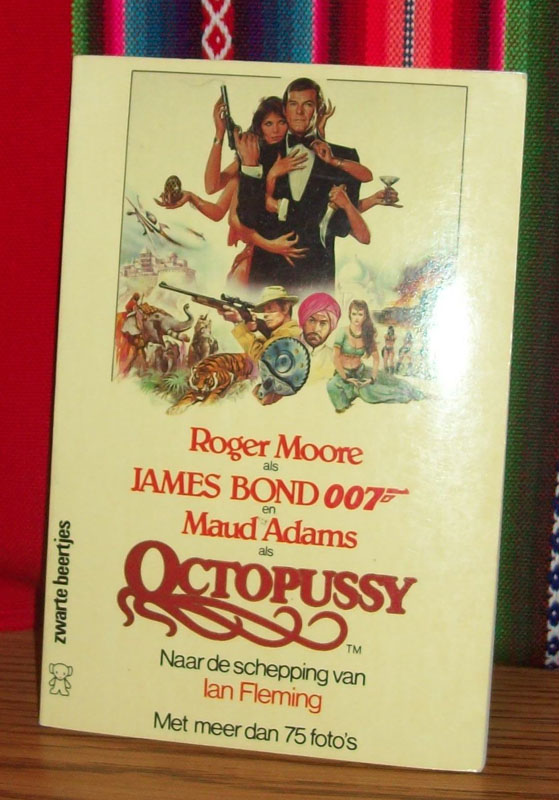 Roger Moore
als
JAMES BOND 007
en
Maud Adams
als
OCTOPUSSY
TM
Naar de schepping van
Ian Fleming
Met meer dan 75 foto's
zwarte beertjes